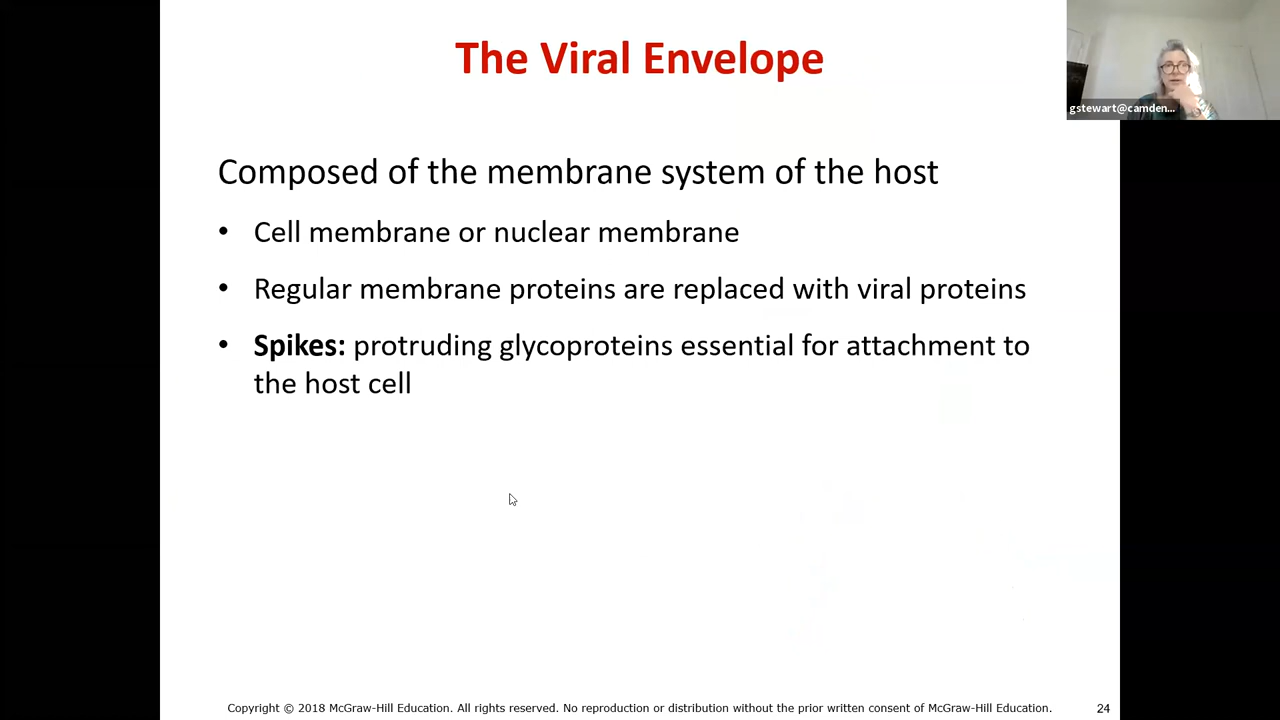 The Viral Envelope
gstewart@camden...
Composed of the membrane system of the host
• Cell membrane or nuclear membrane
• Regular membrane proteins are replaced with viral proteins
• Spikes: protruding glycoproteins essential for attachment to
the host cell
Copyright © 2018 McGraw-Hill Education. All rights reserved. No reproduction or distribution without the prior written consent of McGraw-Hill Education.
24